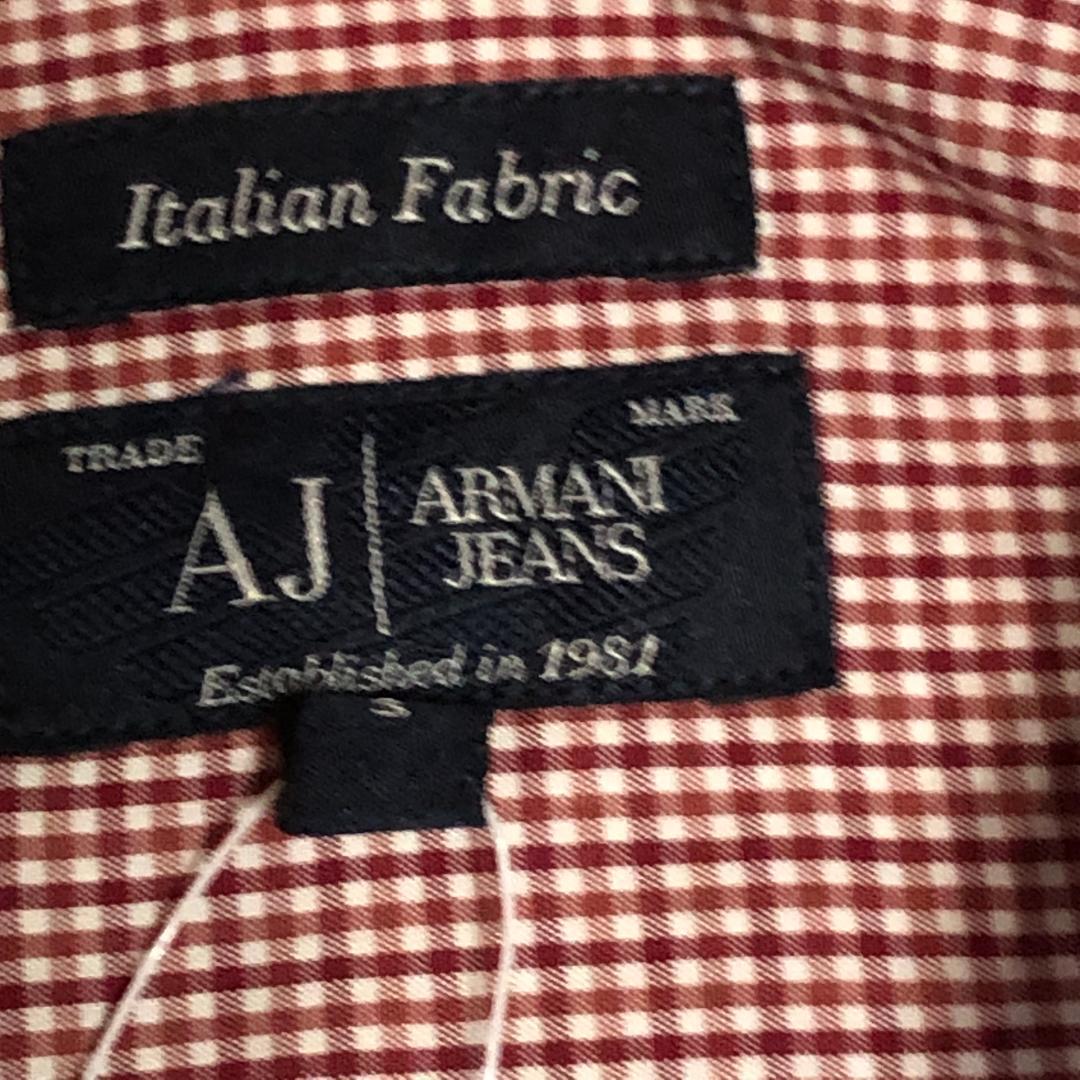 Italian Fabric
TRADE MARK
AJ ARMANI
JEANS
Established in 1981
S